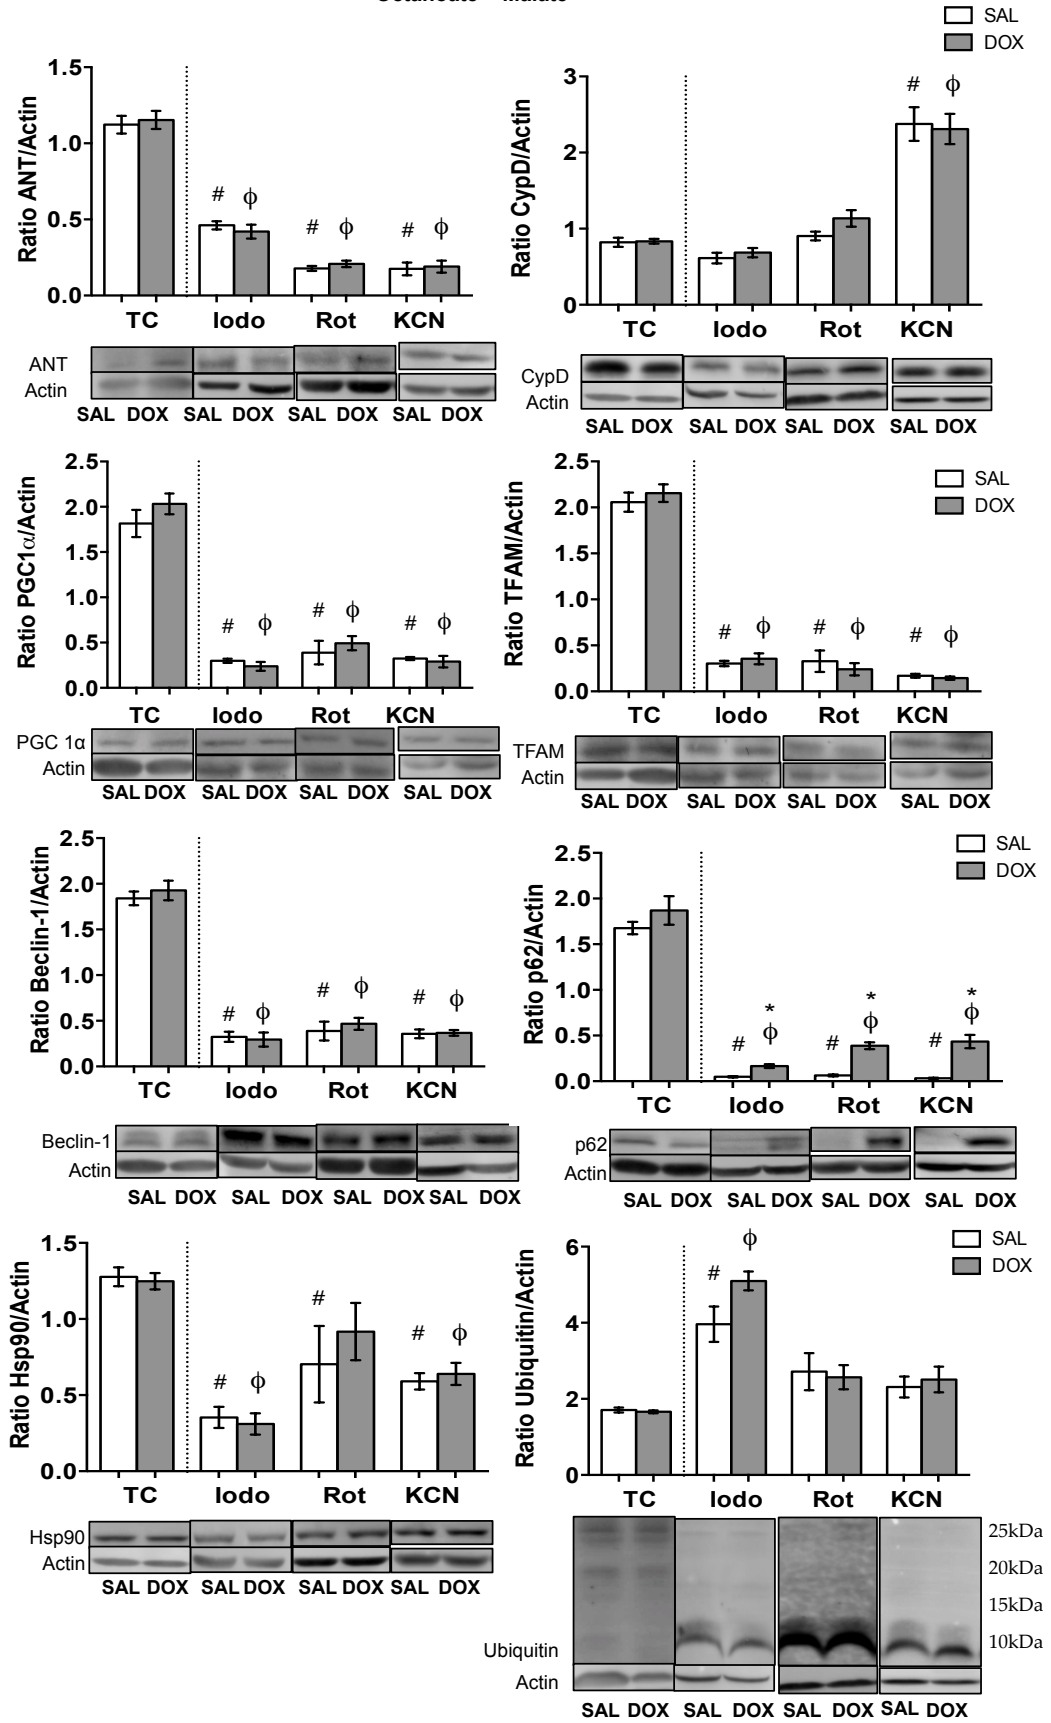 SAL
DOX
Ratio ANT/Actin
1.5
1.0
0.5
0.0
# ϕ # ϕ # ϕ
TC Iodo Rot KCN
ANT
Actin
SAL DOX SAL DOX SAL DOX SAL DOX
Ratio CypD/Actin
3
2
1
0
# ϕ
TC Iodo Rot KCN
CypD
Actin
SAL DOX SAL DOX SAL DOX SAL DOX
Ratio PGC1α/Actin
2.5
2.0
1.5
1.0
0.5
0.0
# ϕ # ϕ # ϕ
TC Iodo Rot KCN
PGC 1α
Actin
SAL DOX SAL DOX SAL DOX SAL DOX
SAL
DOX
Ratio TFAM/Actin
2.5
2.0
1.5
1.0
0.5
0.0
# ϕ # ϕ # ϕ
TC Iodo Rot KCN
TFAM
Actin
SAL DOX SAL DOX SAL DOX SAL DOX
Ratio Beclin-1/Actin
2.5
2.0
1.5
1.0
0.5
0.0
# ϕ # ϕ # ϕ
TC Iodo Rot KCN
Beclin-1
Actin
SAL DOX SAL DOX SAL DOX SAL DOX
SAL
DOX
Ratio p62/Actin
2.5
2.0
1.5
1.0
0.5
0.0
* * *
# ϕ # ϕ # ϕ
TC Iodo Rot KCN
p62
Actin
SAL DOX SAL DOX SAL DOX SAL DOX
Ratio Hsp90/Actin
1.5
1.0
0.5
0.0
# ϕ # # ϕ
TC Iodo Rot KCN
Hsp90
Actin
SAL DOX SAL DOX SAL DOX SAL DOX
SAL
DOX
Ratio Ubiquitin/Actin
6
4
2
0
# ϕ
TC Iodo Rot KCN
25kDa
20kDa
15kDa
10kDa
Ubiquitin
Actin
SAL DOX SAL DOX SAL DOX SAL DOX